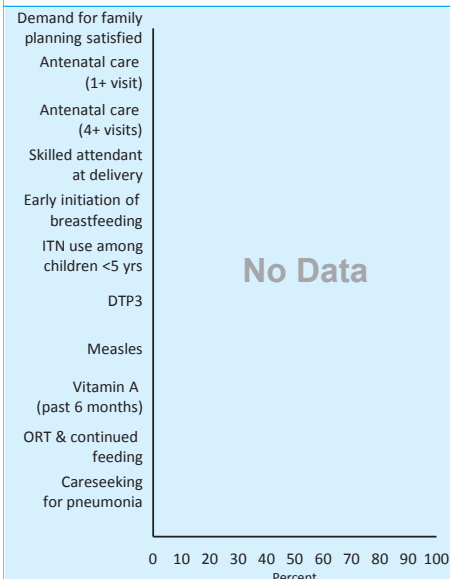 Demand for family
planning satisfied
Antenatal care
(1+ visit)
Antenatal care
(4+ visits)
Skilled attendant
at delivery
Early initiation of
breastfeeding
ITN use among
children <5 yrs
No Data
DTP3
Measles
Vitamin A
(past 6 months)
ORT & continued
feeding
Careseeking
for pneumonia
0 10 20 30 40 50 60 70 80 90 100
Percent